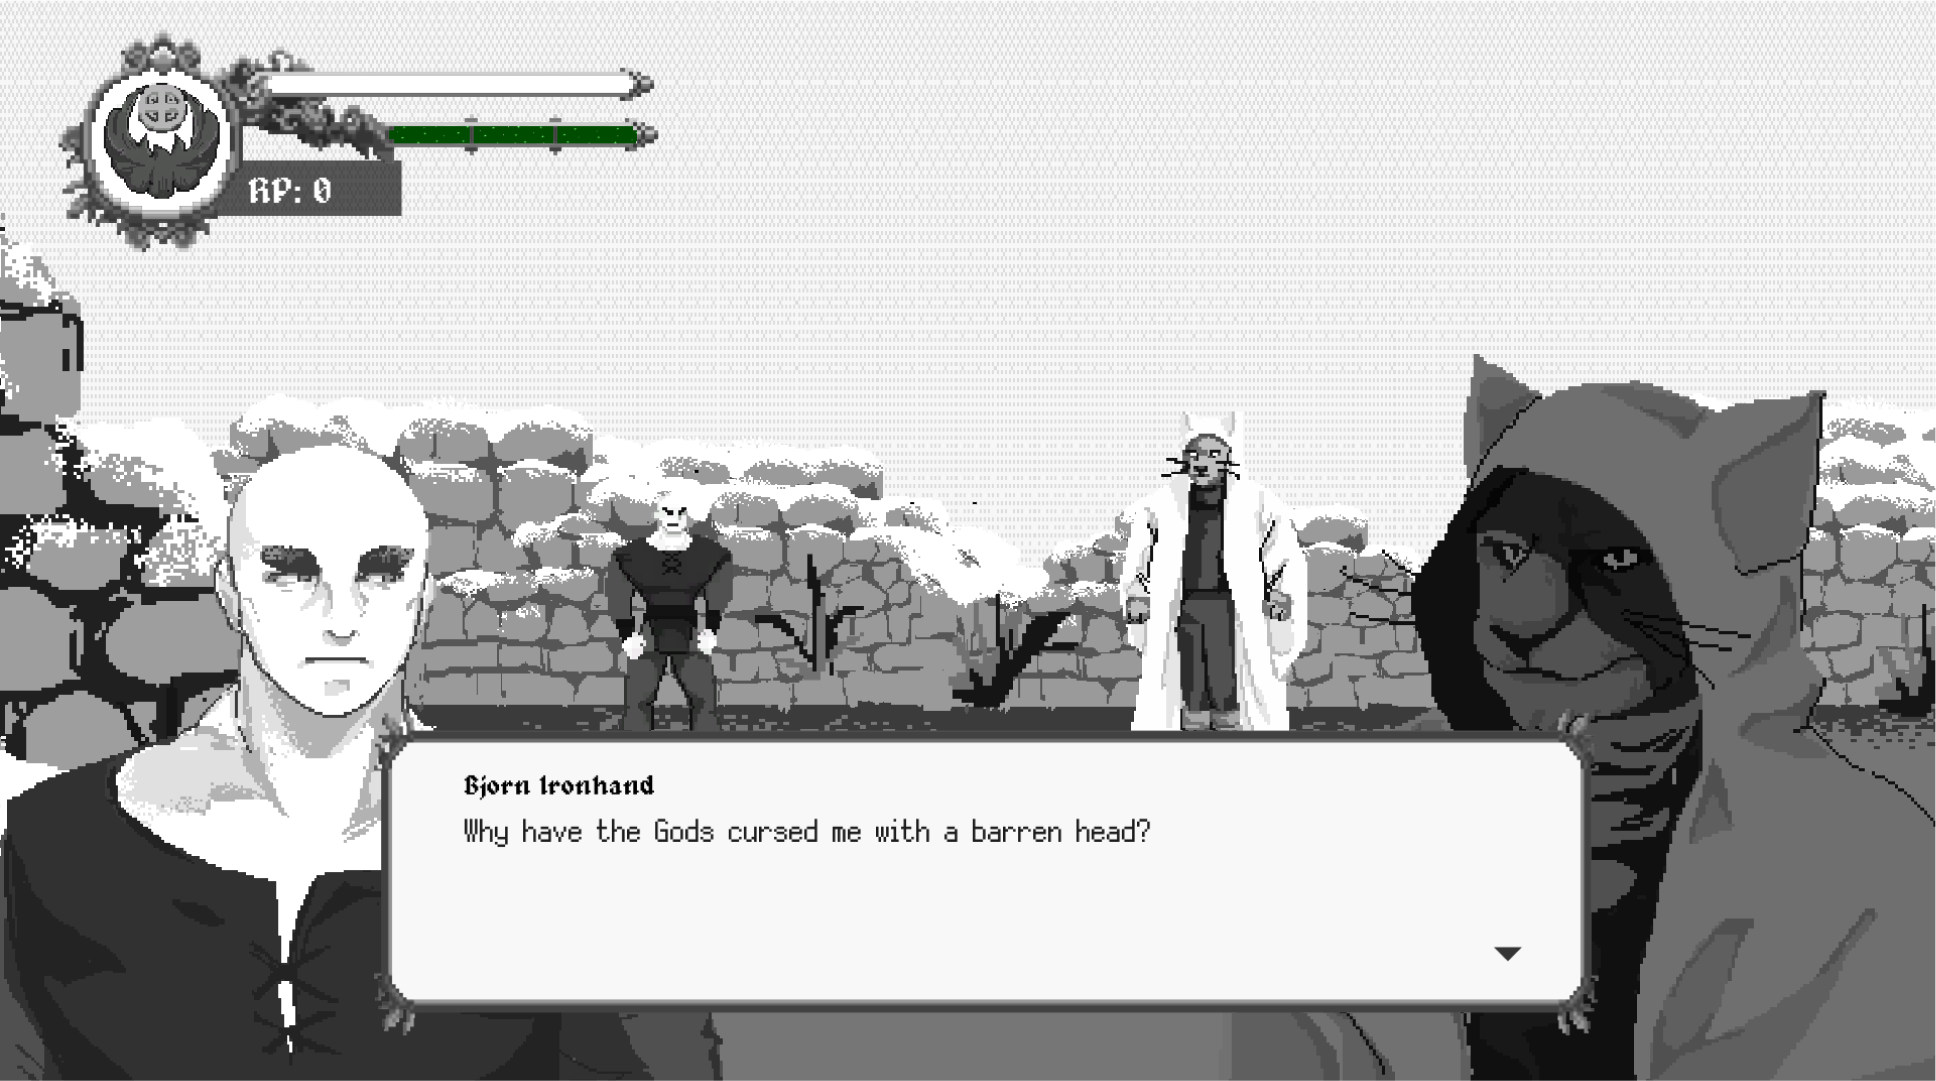 RP: 0
Bjorn Ironhand
Why have the Gods cursed me with a barren head?